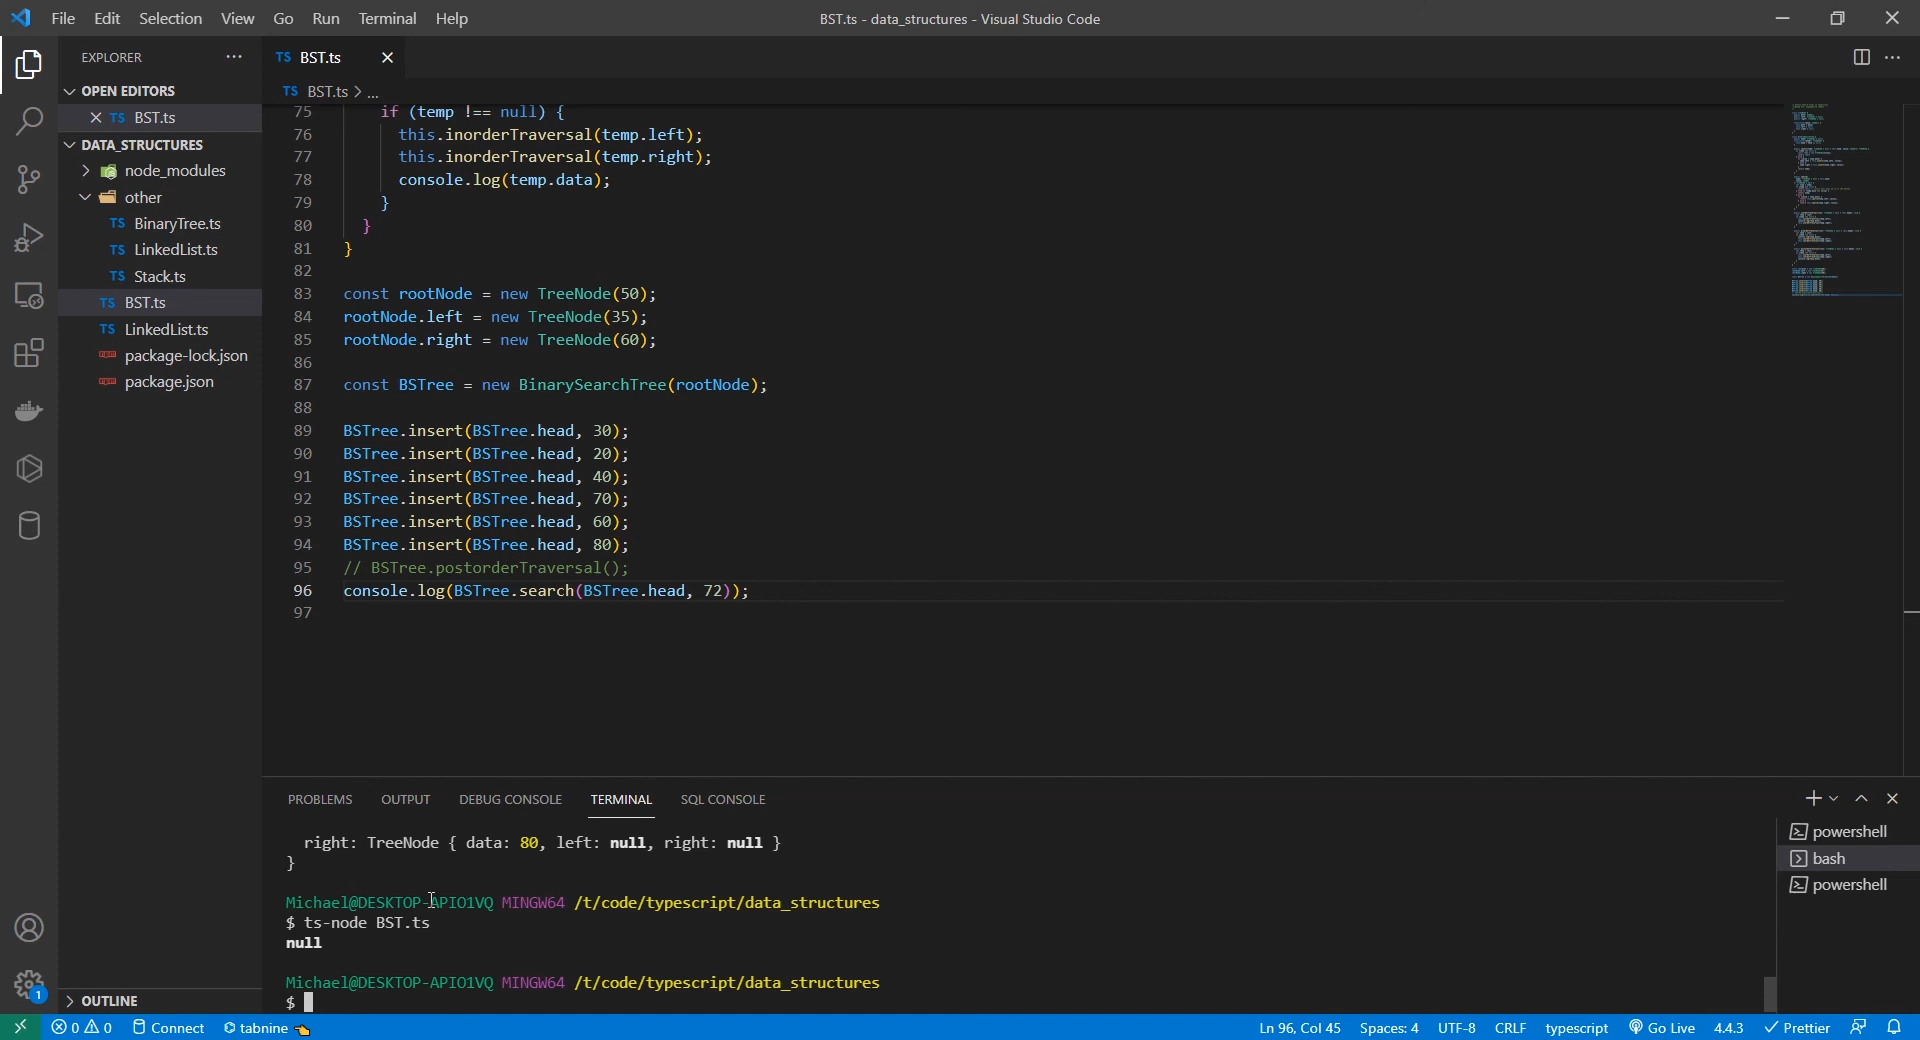 File Edit Selection View Go Run Terminal Help
BST.ts - data_structures - Visual Studio Code
EXPLORER
OPEN EDITORS
TS BST.ts
DATA_STRUCTURES
node_modules
other
TS BinaryTree.ts
TS LinkedList.ts
TS Stack.ts
TS BST.ts
TS LinkedList.ts
package-lock.json
package.json
OUTLINE
TS BST.ts
TS BST.ts > ...
75 if (temp !== null) {
76 this.inorderTraversal(temp.left);
77 this.inorderTraversal(temp.right);
78 console.log(temp.data);
79 }
80 }
81 }
82
83 const rootNode = new TreeNode(50);
84 rootNode.left = new TreeNode(35);
85 rootNode.right = new TreeNode(60);
86
87 const BSTree = new BinarySearchTree(rootNode);
88
89 BSTree.insert(BSTree.head, 30);
90 BSTree.insert(BSTree.head, 20);
91 BSTree.insert(BSTree.head, 40);
92 BSTree.insert(BSTree.head, 70);
93 BSTree.insert(BSTree.head, 60);
94 BSTree.insert(BSTree.head, 80);
95 // BSTree.postorderTraversal();
96 console.log(BSTree.search(BSTree.head, 72));
97
PROBLEMS OUTPUT DEBUG CONSOLE TERMINAL SQL CONSOLE
right: TreeNode { data: 80, left: null, right: null }
}
Michael@DESKTOP-APIO1VQ MINGW64 /t/code/typescript/data_structures
$ ts-node BST.ts
null
Michael@DESKTOP-APIO1VQ MINGW64 /t/code/typescript/data_structures
$
powershell
bash
powershell
1
0 0 Connect tabnine
Ln 96, Col 45 Spaces: 4 UTF-8 CRLF typescript Go Live 4.4.3 Prettier